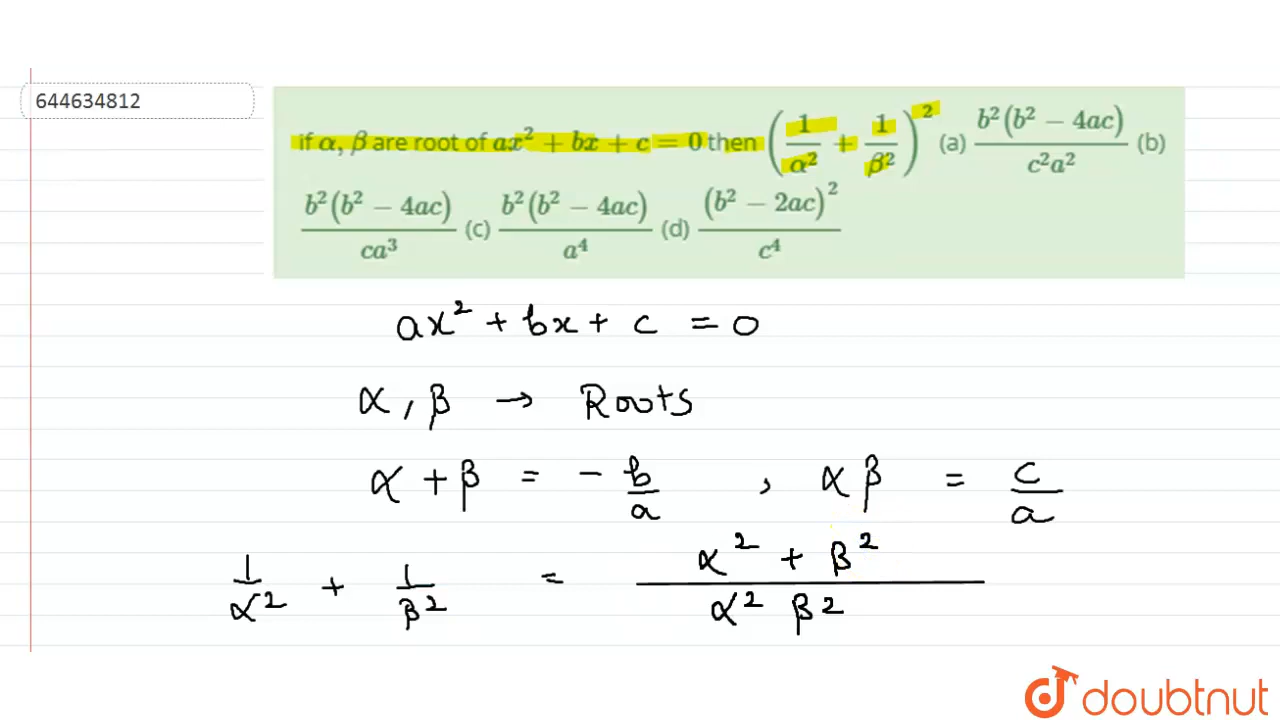 644634812
if α, β are root of ax² + bx + c = 0 then (1/α² + 1/β²)² (a) b²(b² − 4ac)/c²a² (b)
b²(b² − 4ac)/ca³ (c) b²(b² − 4ac)/a⁴ (d) (b² − 2ac)²/c⁴
ax² + bx + c = 0
α, β → Roots
α + β = − b/a , αβ = c/a
1/α² + 1/β² = α² + β²/α² β²
doubtnut